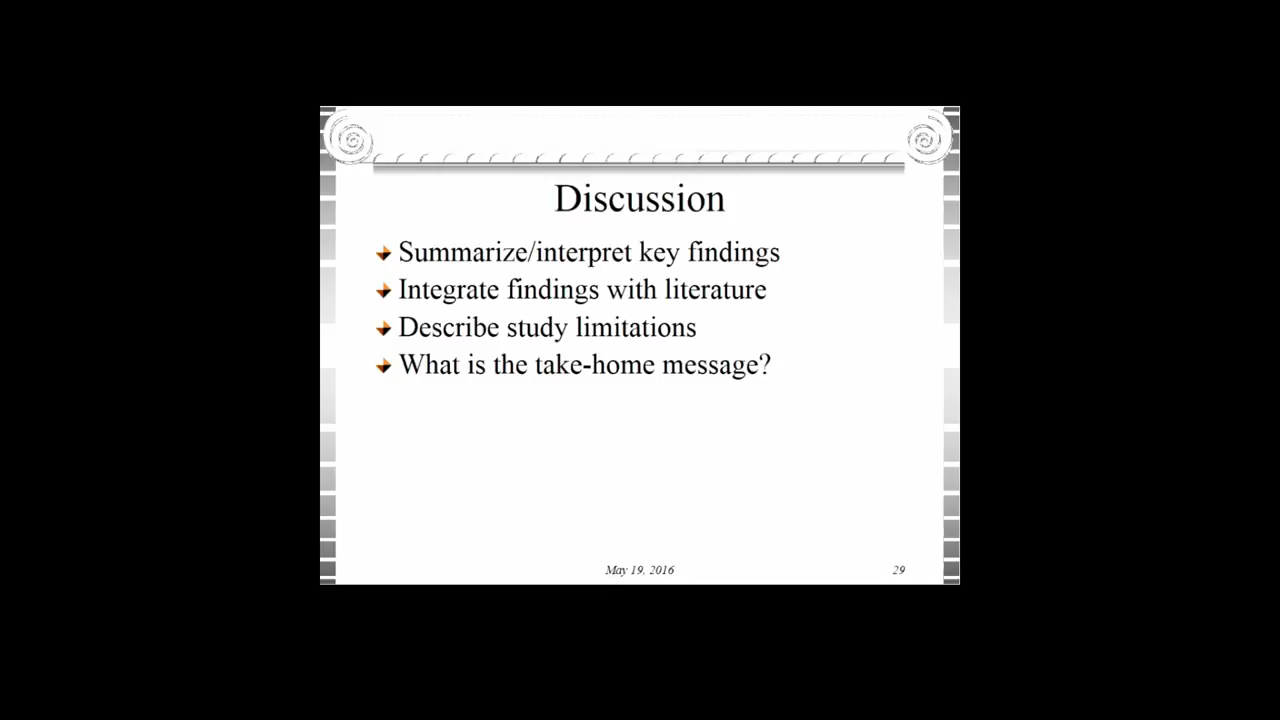 Discussion
Summarize/interpret key findings
Integrate findings with literature
Describe study limitations
What is the take-home message?
May 19, 2016
29